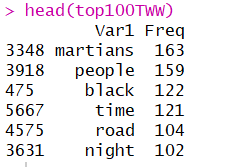 > head(top100TWW)
Var1 Freq
3348 martians 163
3918 people 159
475 black 122
5667 time 121
4575 road 104
3631 night 102